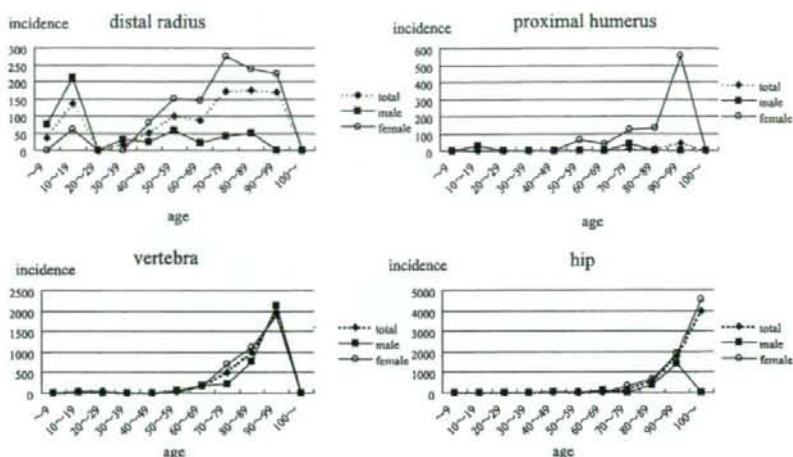 incidence
distal radius
300
250
200
150
100
50
0
~9
10~19
20~29
30~39
40~49
50~59
60~69
70~79
80~89
90~99
100~
age
total
male
female
proximal humerus
incidence
600
500
400
300
200
100
0
~9
10~19
20~29
30~39
40~49
50~59
60~69
70~79
80~89
90~99
100~
age
total
male
female
vertebra
incidence
2500
2000
1500
1000
500
0
~9
10~19
20~29
30~39
40~49
50~59
60~69
70~79
80~89
90~99
100~
age
total
male
female
hip
incidence
5000
4000
3000
2000
1000
0
~9
10~19
20~29
30~39
40~49
50~59
60~69
70~79
80~89
90~99
100~
age
total
male
female